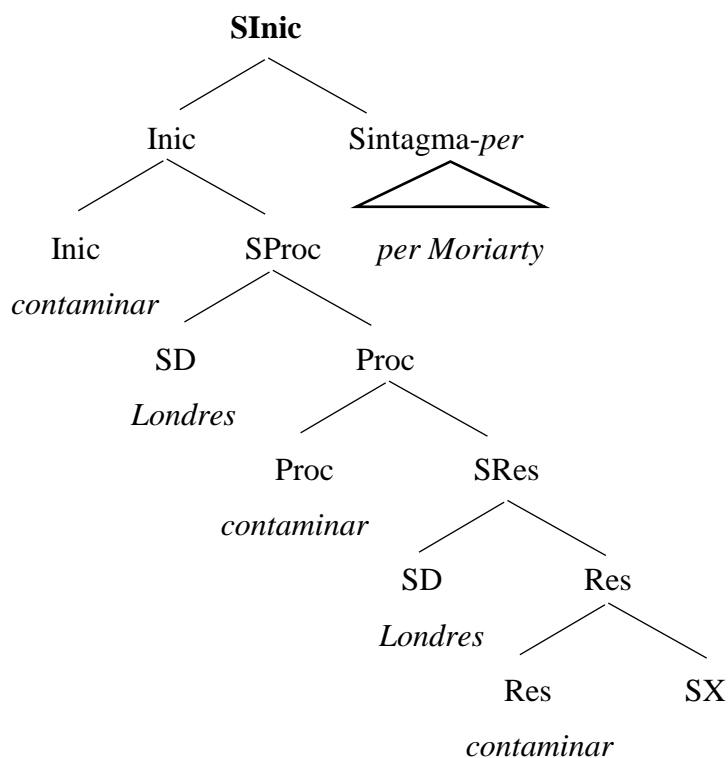 SInic
Inic Sintagma-per
Inic SProc per Moriarty
contaminar
SD Proc
Londres
Proc SRes
contaminar
SD Res
Londres
Res SX
contaminar